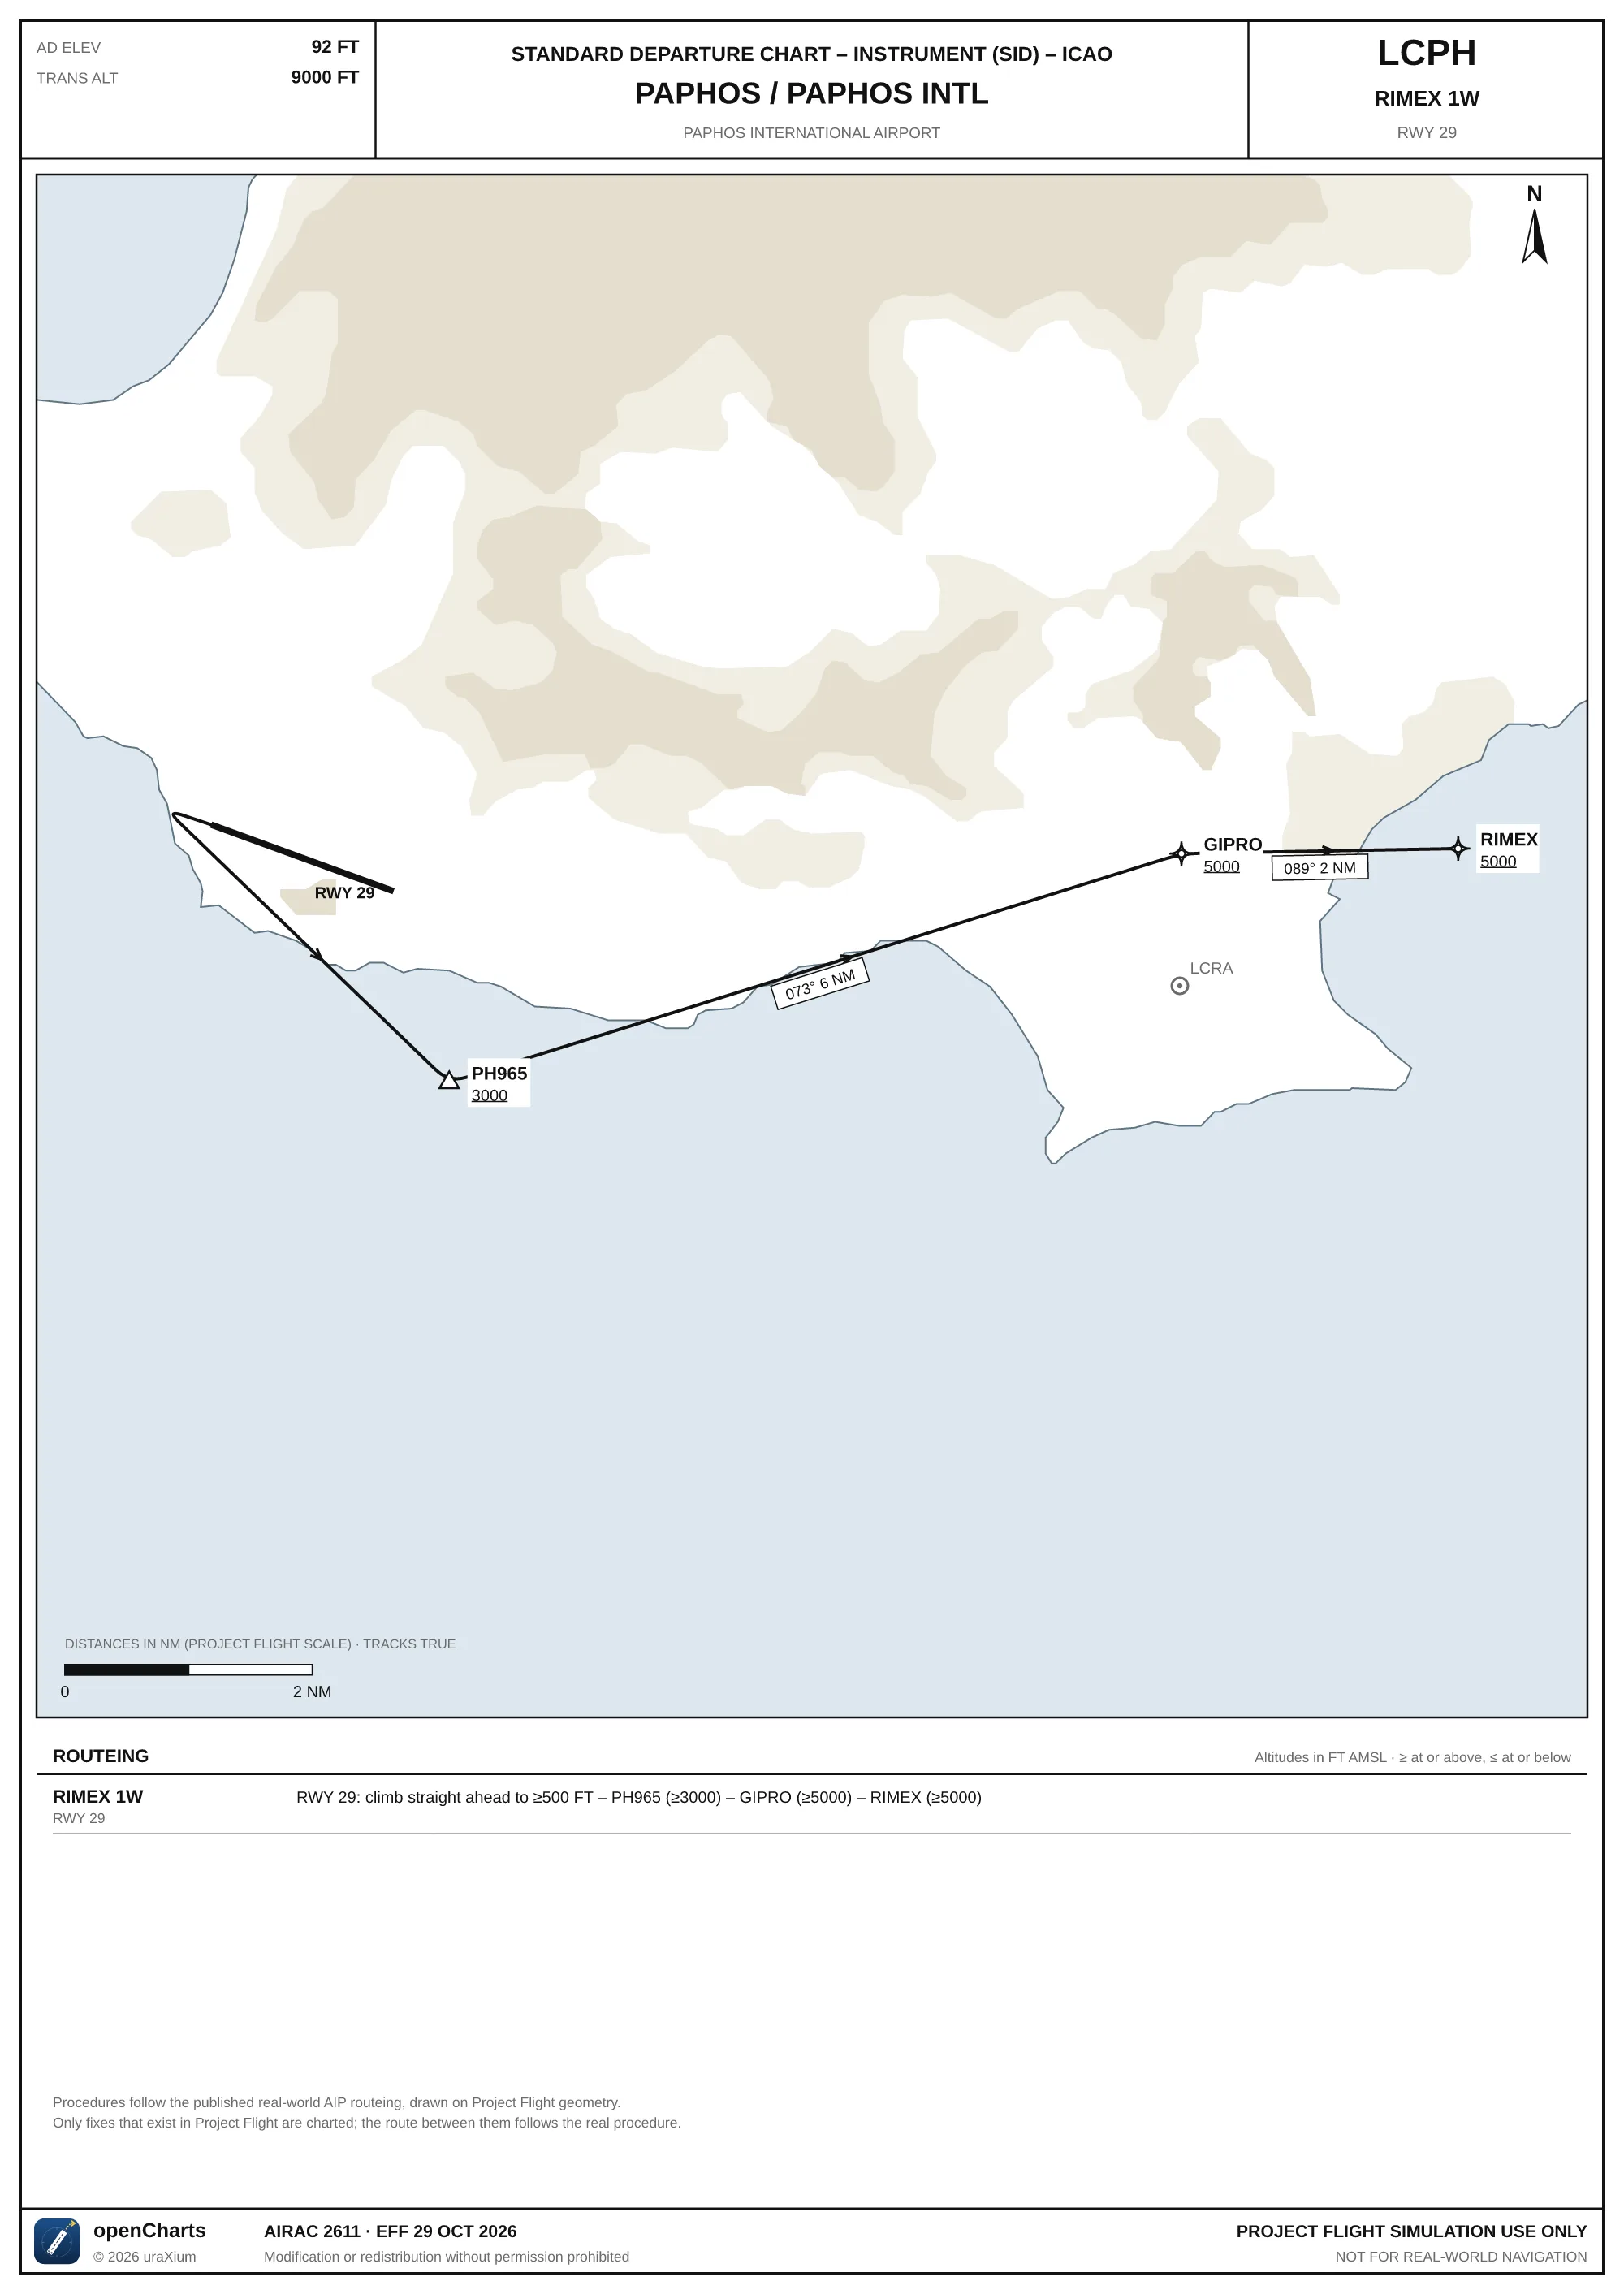 AD ELEV 92 FT
TRANS ALT 9000 FT
STANDARD DEPARTURE CHART – INSTRUMENT (SID) – ICAO
PAPHOS / PAPHOS INTL
PAPHOS INTERNATIONAL AIRPORT
LCPH
RIMEX 1W
RWY 29
N
GIPRO
5000
089° 2 NM
RIMEX
5000
RWY 29
LCRA
073° 6 NM
PH965
3000
DISTANCES IN NM (PROJECT FLIGHT SCALE) · TRACKS TRUE
0 2 NM
ROUTEING
Altitudes in FT AMSL · ≥ at or above, ≤ at or below
RIMEX 1W
RWY 29: climb straight ahead to ≥500 FT – PH965 (≥3000) – GIPRO (≥5000) – RIMEX (≥5000)
RWY 29
Procedures follow the published real-world AIP routeing, drawn on Project Flight geometry.
Only fixes that exist in Project Flight are charted; the route between them follows the real procedure.
openCharts
© 2026 uraXium
AIRAC 2611 · EFF 29 OCT 2026
Modification or redistribution without permission prohibited
PROJECT FLIGHT SIMULATION USE ONLY
NOT FOR REAL-WORLD NAVIGATION